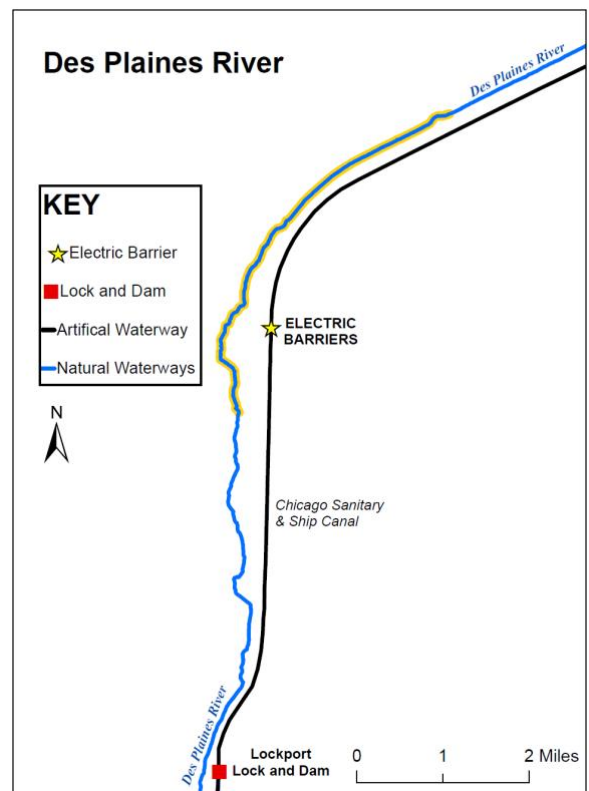 Des Plaines River
Des Plaines River
KEY
Electric Barrier
Lock and Dam
Artifical Waterway
Natural Waterways
ELECTRIC
BARRIERS
N
Chicago Sanitary
& Ship Canal
Des Plaines River
Lockport
Lock and Dam
0 1 2 Miles